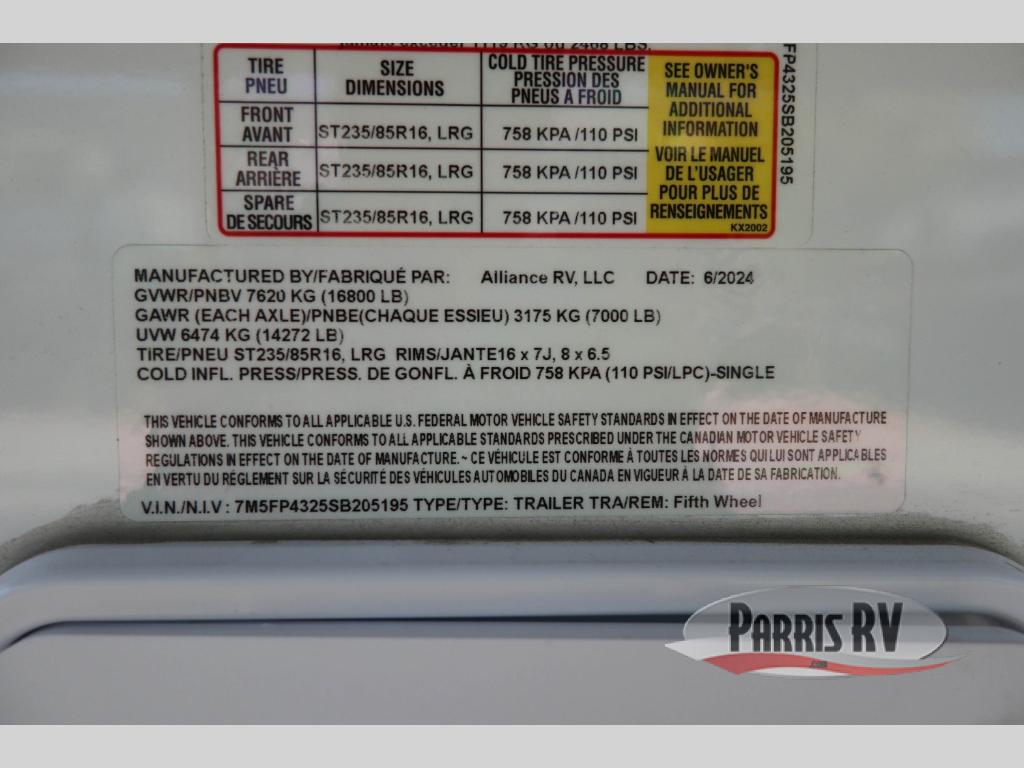 jamais excéder 1119 KG ou 2468 LBS.
TIRE SIZE COLD TIRE PRESSURE
PNEU DIMENSIONS PRESSION DES
PNEUS A FROID
FRONT
AVANT ST235/85R16, LRG 758 KPA /110 PSI
REAR
ARRIÈRE ST235/85R16, LRG 758 KPA /110 PSI
SPARE
DE SECOURS ST235/85R16, LRG 758 KPA /110 PSI
SEE OWNER'S
MANUAL FOR
ADDITIONAL
INFORMATION
VOIR LE MANUEL
DE L'USAGER
POUR PLUS DE
RENSEIGNEMENTS
KX2002
FP4325SB205195
MANUFACTURED BY/FABRIQUÉ PAR: Alliance RV, LLC DATE: 6/2024
GVWR/PNBV 7620 KG (16800 LB)
GAWR (EACH AXLE)/PNBE(CHAQUE ESSIEU) 3175 KG (7000 LB)
UVW 6474 KG (14272 LB)
TIRE/PNEU ST235/85R16, LRG RIMS/JANTE16 x 7J, 8 x 6.5
COLD INFL. PRESS/PRESS. DE GONFL. À FROID 758 KPA (110 PSI/LPC)-SINGLE
THIS VEHICLE CONFORMS TO ALL APPLICABLE U.S. FEDERAL MOTOR VEHICLE SAFETY STANDARDS IN EFFECT ON THE DATE OF MANUFACTURE
SHOWN ABOVE. THIS VEHICLE CONFORMS TO ALL APPLICABLE STANDARDS PRESCRIBED UNDER THE CANADIAN MOTOR VEHICLE SAFETY
REGULATIONS IN EFFECT ON THE DATE OF MANUFACTURE. ~ CE VÉHICULE EST CONFORME À TOUTES LES NORMES QUI LUI SONT APPLICABLES
EN VERTU DU RÉGLEMENT SUR LA SÉCURITÉ DES VÉHICULES AUTOMOBILES DU CANADA EN VIGUEUR À LA DATE DE SA FABRICATION.
V.I.N./N.I.V : 7M5FP4325SB205195 TYPE/TYPE: TRAILER TRA/REM: Fifth Wheel
PARRIS RV
.com